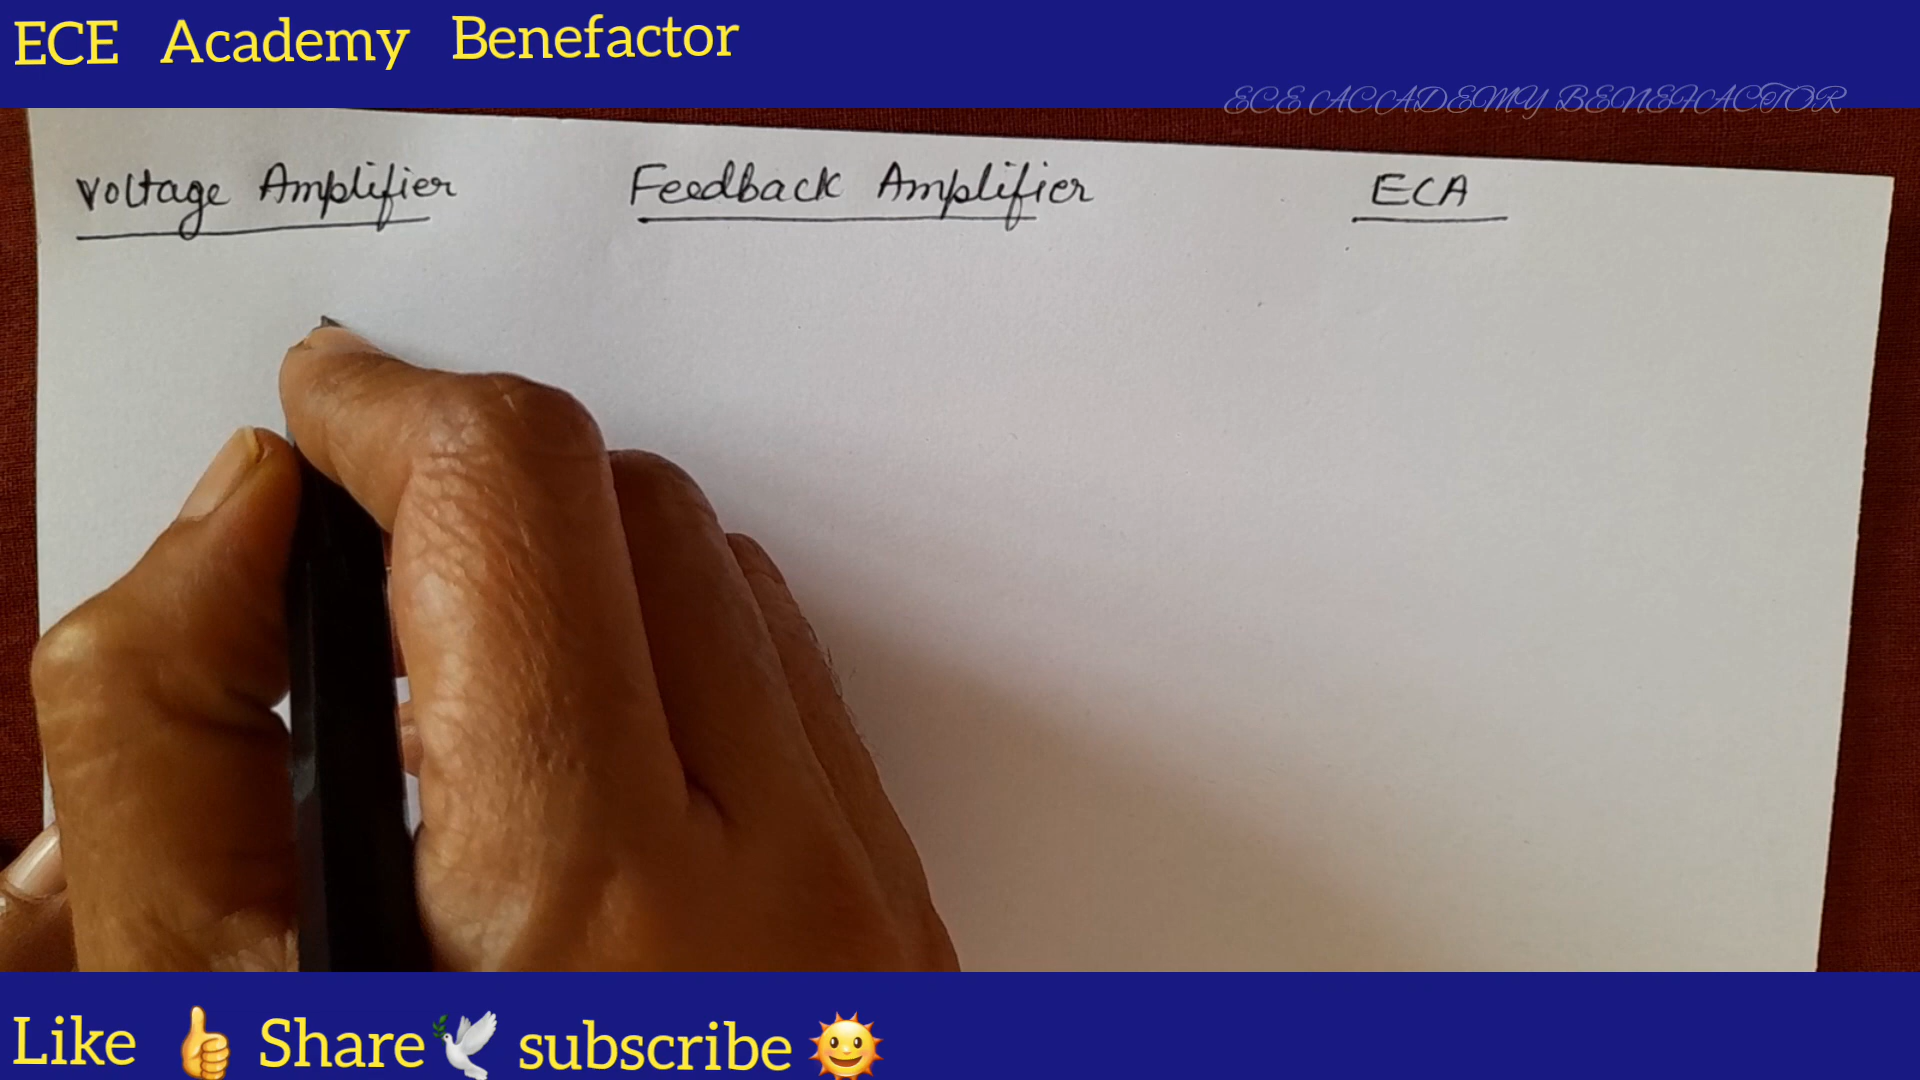 ECE Academy Benefactor
ECE ACCADEMY BENEFACTOR
Voltage Amplifier Feedback Amplifier ECA
Like 👍 Share🕊 subscribe 🌞